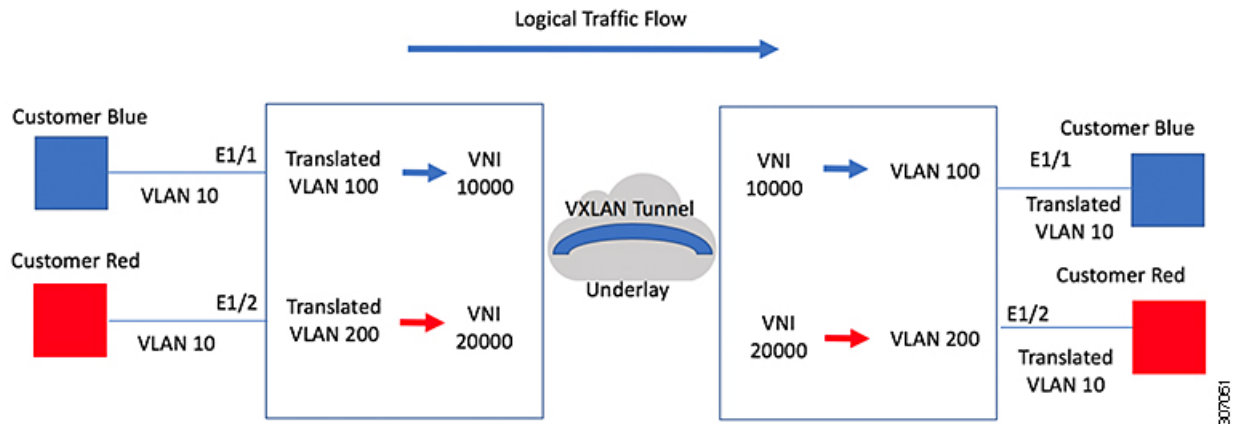 Logical Traffic Flow
Customer Blue
E1/1
VLAN 10
Translated
VLAN 100
VNI
10000
Customer Red
E1/2
VLAN 10
Translated
VLAN 200
VNI
20000
VXLAN Tunnel
Underlay
VNI
10000
VLAN 100
Customer Blue
E1/1
Translated
VLAN 10
VNI
20000
VLAN 200
Customer Red
E1/2
Translated
VLAN 10
307051